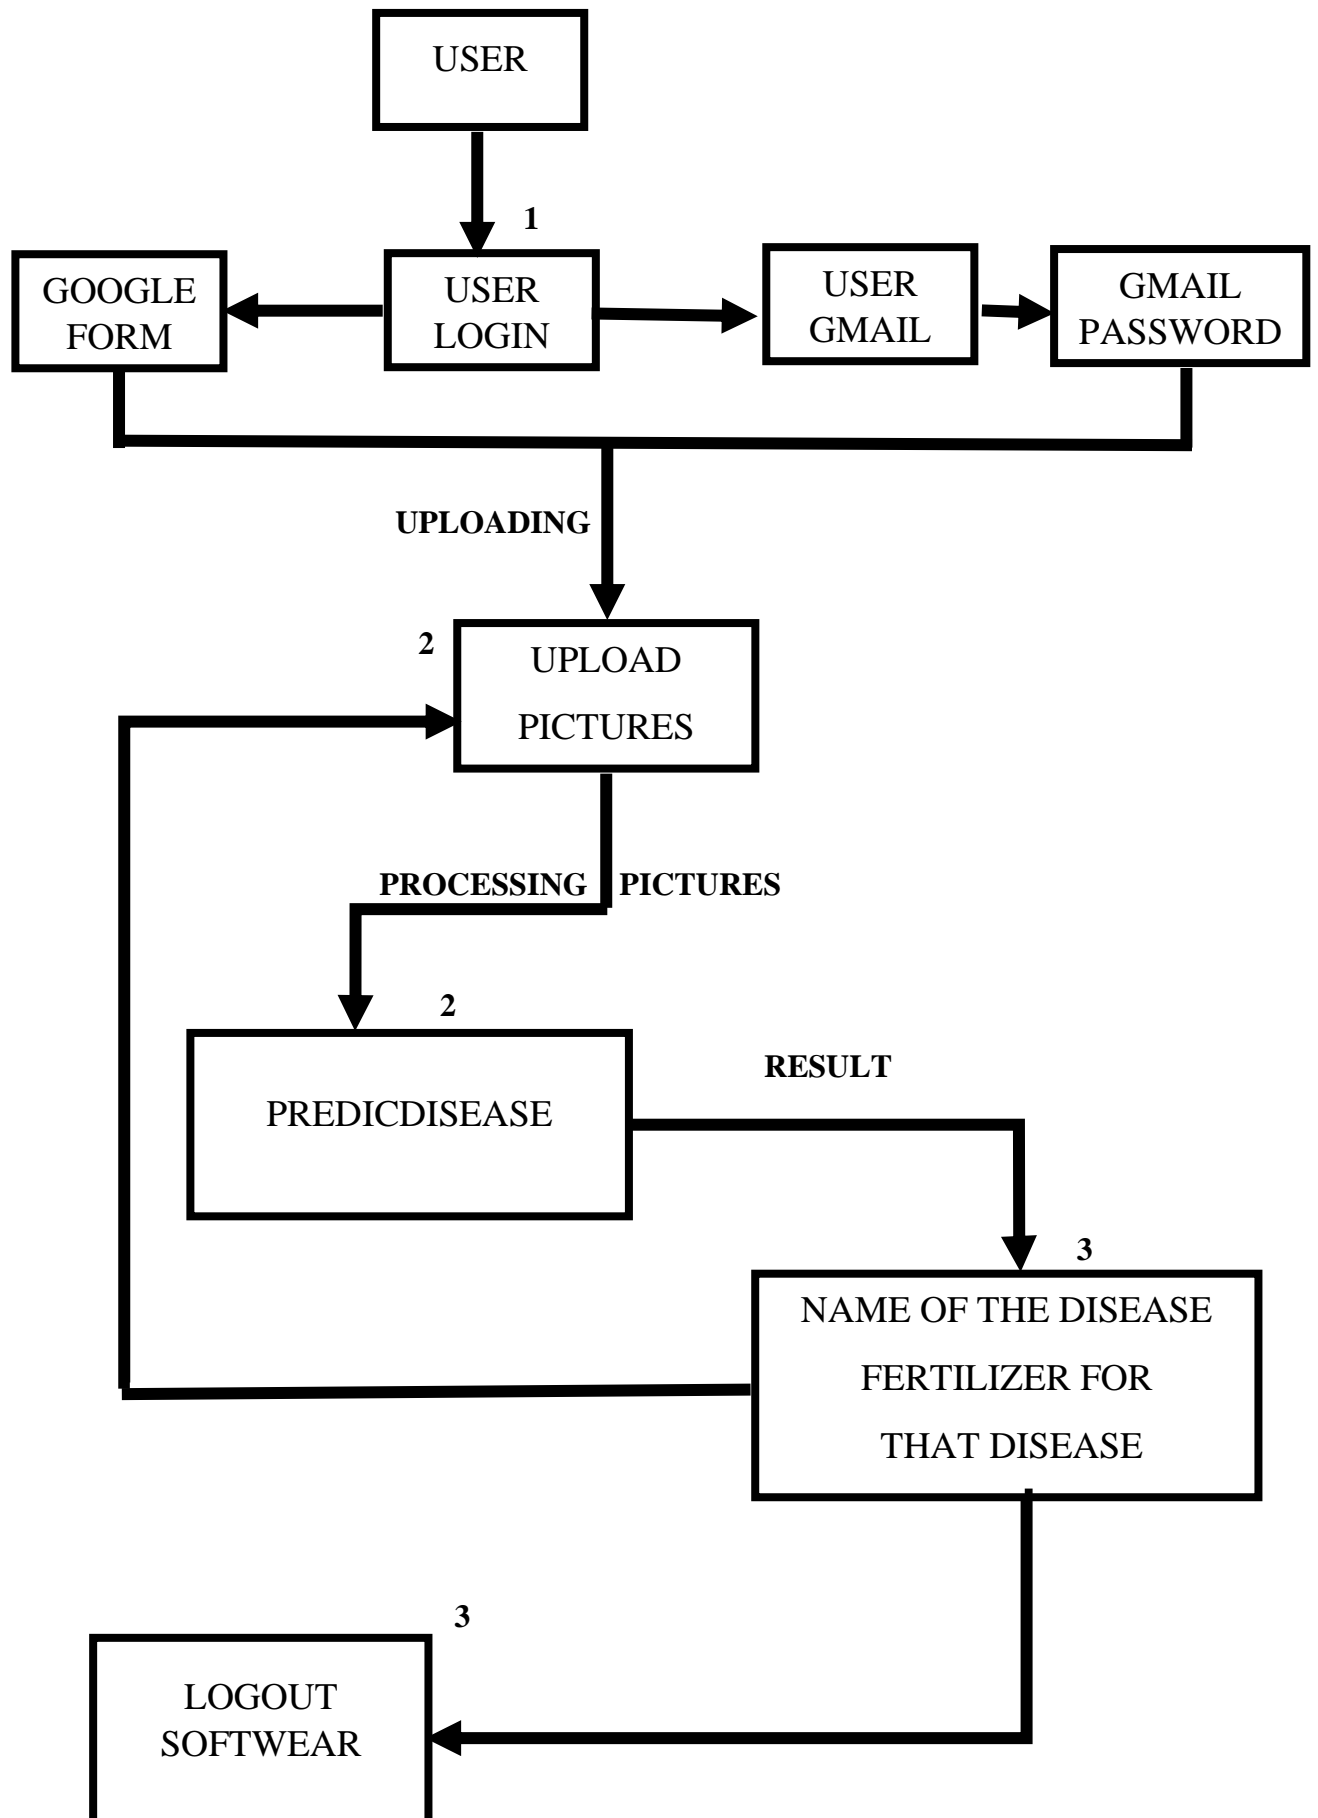 USER
1
GOOGLE
FORM
USER
LOGIN
USER
GMAIL
GMAIL
PASSWORD
UPLOADING
2
UPLOAD
PICTURES
PROCESSING PICTURES
2
PREDICDISEASE
RESULT
3
NAME OF THE DISEASE
FERTILIZER FOR
THAT DISEASE
3
LOGOUT
SOFTWEAR